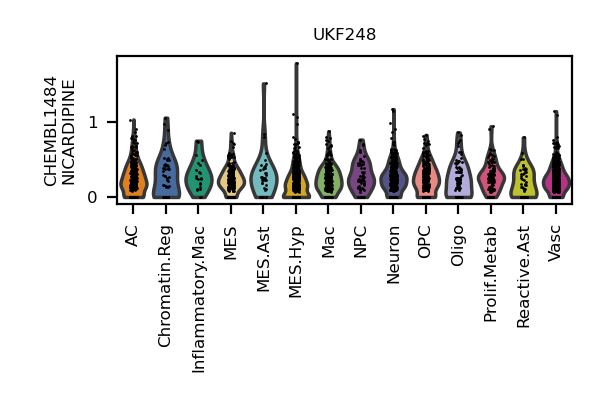 UKF248
CHEMBL1484
NICARDIPINE
1
0
AC
Chromatin.Reg
Inflammatory.Mac
MES
MES.Ast
MES.Hyp
Mac
NPC
Neuron
OPC
Oligo
Prolif.Metab
Reactive.Ast
Vasc